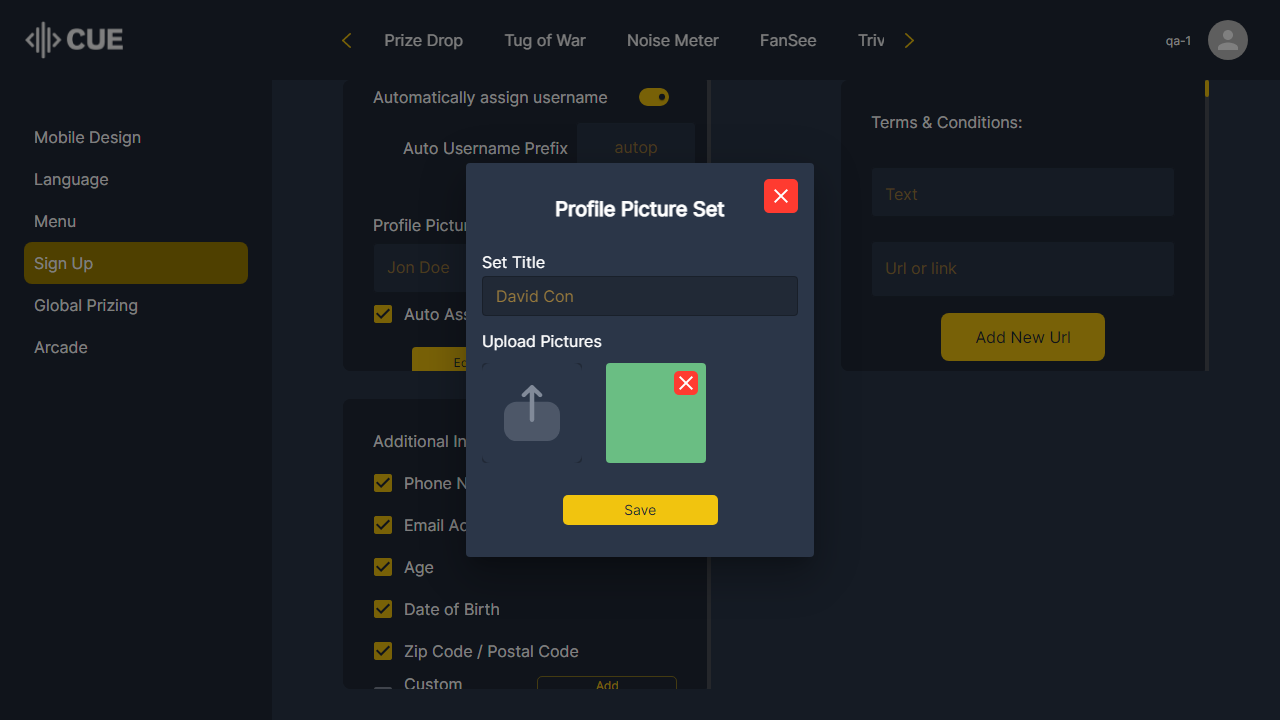 CUE
Prize Drop
Tug of War
Noise Meter
FanSee
Triv
qa-1
Mobile Design
Language
Menu
Sign Up
Global Prizing
Arcade
Automatically assign username
Auto Username Prefix
autop
Profile Pictur
Jon Doe
Auto Ass
Ed
Profile Picture Set
Set Title
David Con
Upload Pictures
Save
Terms & Conditions:
Text
Url or link
Add New Url
Additional In
Phone N
Email Ad
Age
Date of Birth
Zip Code / Postal Code
Custom
Add